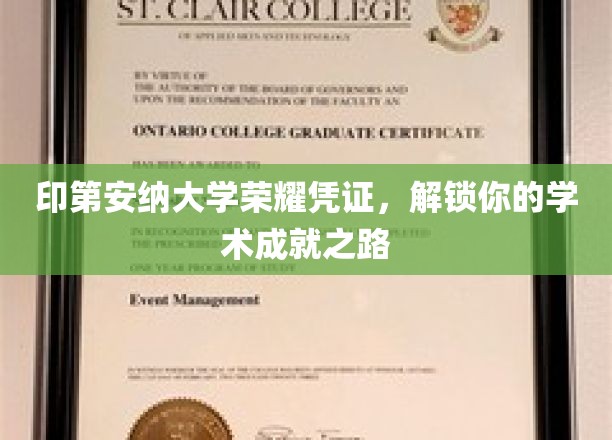 ST. CLAIR COLLEGE
OF APPLIED ARTS AND TECHNOLOGY
BY VIRTUE OF
THE AUTHORITY OF THE BOARD OF GOVERNORS AND
UPON THE RECOMMENDATION OF THE FACULTY AN
ONTARIO COLLEGE GRADUATE CERTIFICATE
HAS BEEN AWARDED TO
印第安纳大学荣耀凭证，解锁你的学
术成就之路
IN RECOGNITION
THE PRESCRIBED
ONE YEAR PROGRAM OF STUDY
Event Management